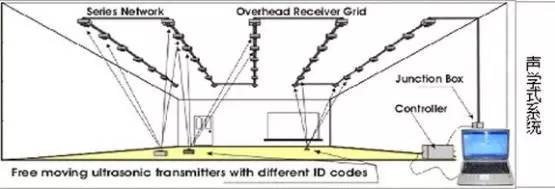 Series Network
Overhead Receiver Grid
Junction Box
Controller
Free moving ultrasonic transmitters with different ID codes
声学式系统